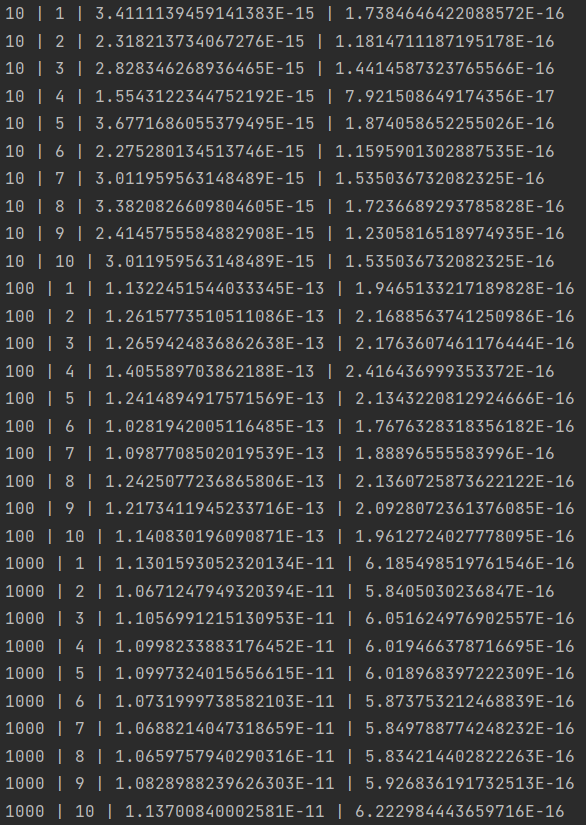 10 | 1 | 3.4111139459141383E-15 | 1.7384646422088572E-16
10 | 2 | 2.318213734067276E-15 | 1.1814711187195178E-16
10 | 3 | 2.828346268936465E-15 | 1.4414587323765566E-16
10 | 4 | 1.5543122344752192E-15 | 7.921508649174356E-17
10 | 5 | 3.6771686055379495E-15 | 1.874058652255026E-16
10 | 6 | 2.275280134513746E-15 | 1.1595901302887535E-16
10 | 7 | 3.011959563148489E-15 | 1.535036732082325E-16
10 | 8 | 3.3820826609804605E-15 | 1.7236689293785828E-16
10 | 9 | 2.4145755584882908E-15 | 1.2305816518974935E-16
10 | 10 | 3.011959563148489E-15 | 1.535036732082325E-16
100 | 1 | 1.1322451544033345E-13 | 1.9465133217189828E-16
100 | 2 | 1.2615773510511086E-13 | 2.1688563741250986E-16
100 | 3 | 1.2659424836862638E-13 | 2.1763607461176444E-16
100 | 4 | 1.405589703862188E-13 | 2.416436999353372E-16
100 | 5 | 1.2414894917571569E-13 | 2.1343220812924666E-16
100 | 6 | 1.0281942005116485E-13 | 1.7676328318356182E-16
100 | 7 | 1.0987708502019539E-13 | 1.88896555583996E-16
100 | 8 | 1.2425077236865806E-13 | 2.1360725873622122E-16
100 | 9 | 1.2173411945233716E-13 | 2.0928072361376085E-16
100 | 10 | 1.140830196090871E-13 | 1.9612724027778095E-16
1000 | 1 | 1.1301593052320134E-11 | 6.185498519761546E-16
1000 | 2 | 1.0671247949320394E-11 | 5.8405030236847E-16
1000 | 3 | 1.1056991215130953E-11 | 6.051624976902557E-16
1000 | 4 | 1.0998233883176452E-11 | 6.019466378716695E-16
1000 | 5 | 1.0997324015656615E-11 | 6.018968397222309E-16
1000 | 6 | 1.0731999738582103E-11 | 5.873753212468839E-16
1000 | 7 | 1.0688214047318659E-11 | 5.849788774248232E-16
1000 | 8 | 1.0659757940290316E-11 | 5.834214402822263E-16
1000 | 9 | 1.0828988239626303E-11 | 5.926836191732513E-16
1000 | 10 | 1.13700840002581E-11 | 6.222984443659716E-16